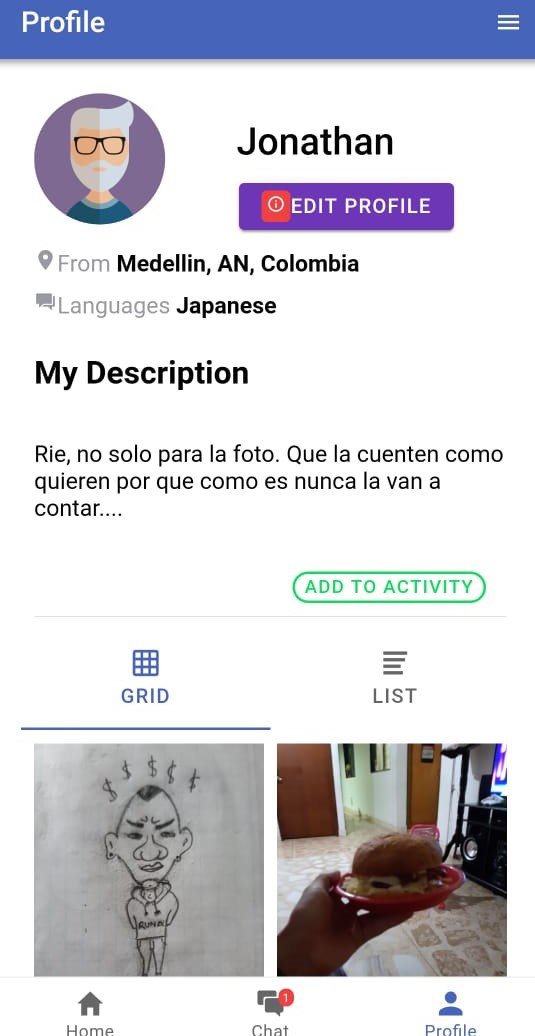 Profile
Jonathan
EDIT PROFILE
From Medellin, AN, Colombia
Languages Japanese
My Description
Rie, no solo para la foto. Que la cuenten como
quieren por que como es nunca la van a
contar....
ADD TO ACTIVITY
GRID
LIST
$ $ $ $ $
1
Home
Chat
Profile